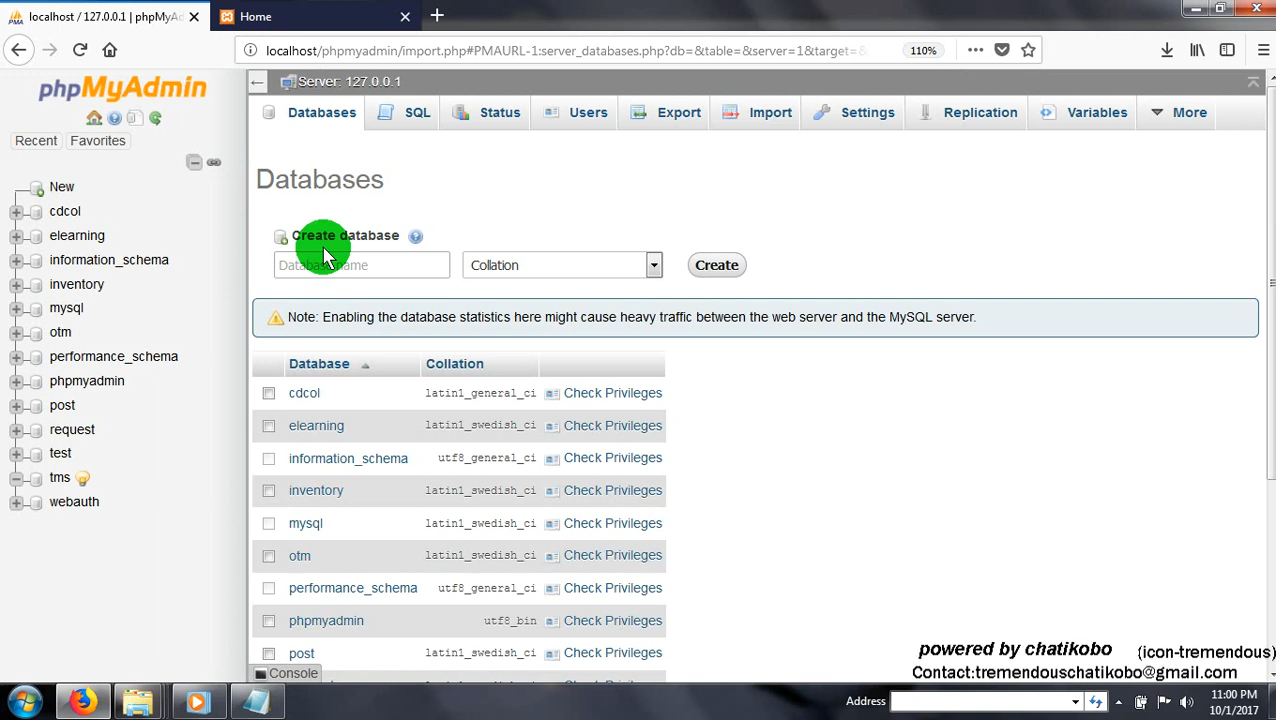 localhost / 127.0.0.1 | phpMyAd
Home
localhost/phpmyadmin/import.php#PMAURL-1:server_databases.php?db=&table=&server=1&target=&
110%
phpMyAdmin
Server: 127.0.0.1
Recent
Favorites
Databases
SQL
Status
Users
Export
Import
Settings
Replication
Variables
More
New
cdcol
elearning
information_schema
inventory
mysql
otm
performance_schema
phpmyadmin
post
request
test
tms
webauth
Databases
Create database
Database name
Collation
Create
Note: Enabling the database statistics here might cause heavy traffic between the web server and the MySQL server.
Database Collation
cdcol latin1_general_ci Check Privileges
elearning latin1_swedish_ci Check Privileges
information_schema utf8_general_ci Check Privileges
inventory latin1_swedish_ci Check Privileges
mysql latin1_swedish_ci Check Privileges
otm latin1_swedish_ci Check Privileges
performance_schema utf8_general_ci Check Privileges
phpmyadmin utf8_bin Check Privileges
post latin1_swedish_ci Check Privileges
Console
powered by chatikobo (icon-tremendous)
Contact:tremendouschatikobo@gmail.com
Address
11:00 PM
10/1/2017